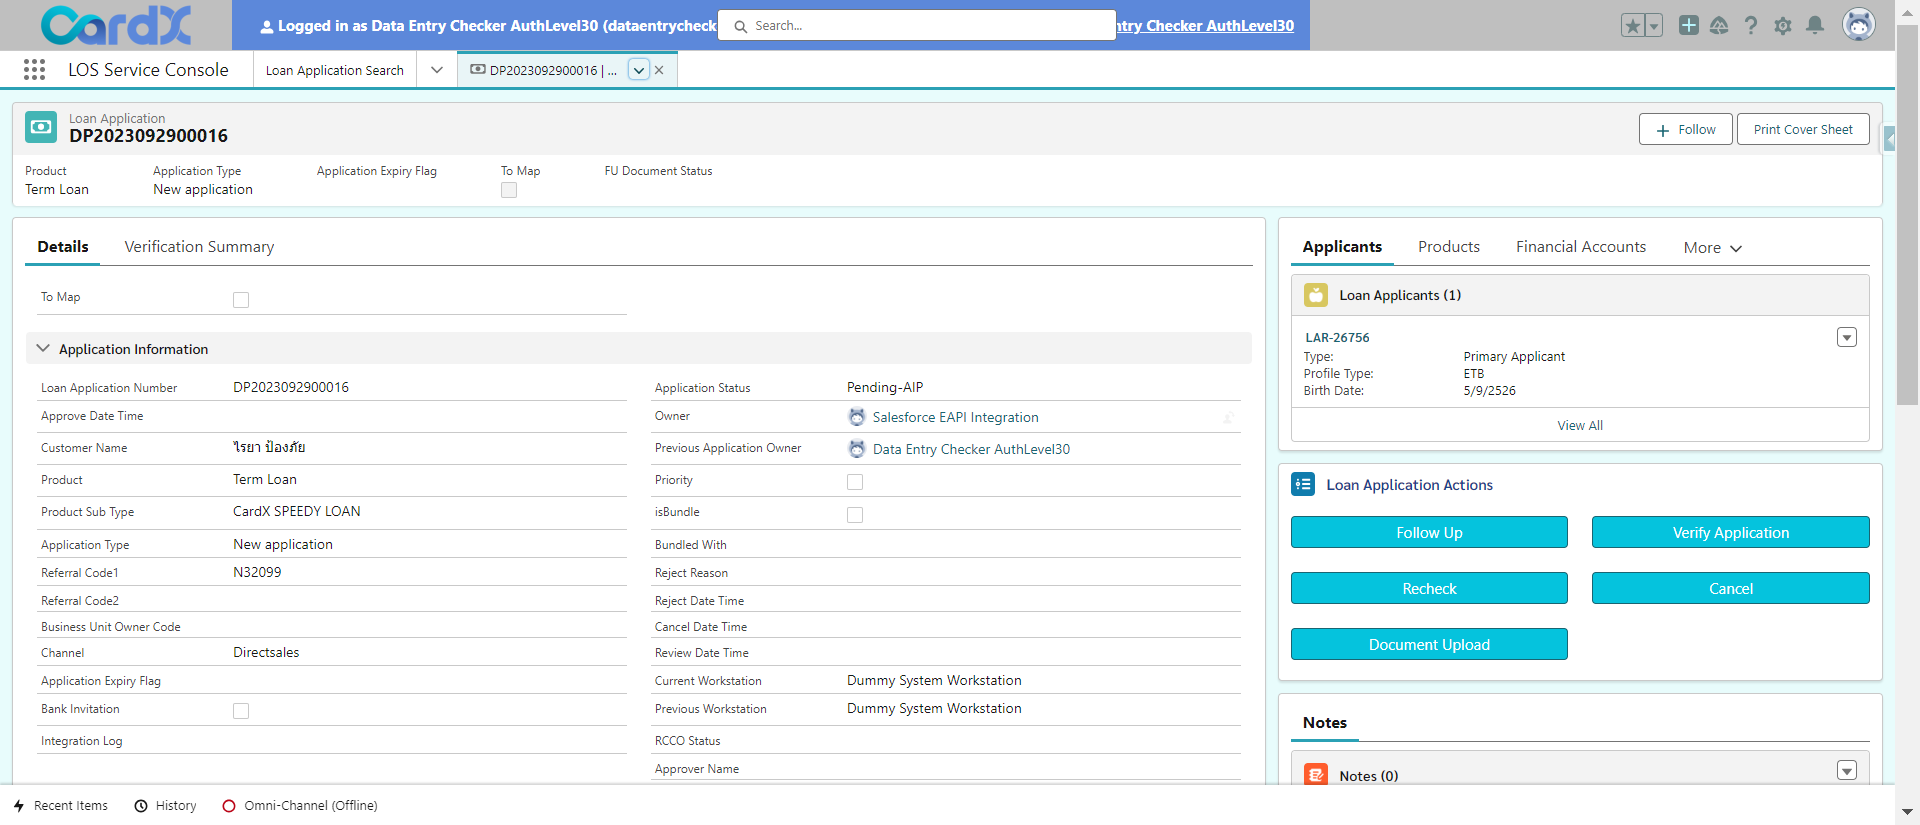 CardX
Logged in as Data Entry Checker AuthLevel30 (dataentrycheck
Search...
ntry Checker AuthLevel30
LOS Service Console
Loan Application Search
DP2023092900016 | ...
Loan Application
DP2023092900016
Follow
Print Cover Sheet
Product
Application Type
Application Expiry Flag
To Map
FU Document Status
Term Loan
New application
Details
Verification Summary
To Map
Application Information
Loan Application Number
DP2023092900016
Approve Date Time
Customer Name
ไรยา ป้องภัย
Product
Term Loan
Product Sub Type
CardX SPEEDY LOAN
Application Type
New application
Referral Code1
N32099
Referral Code2
Business Unit Owner Code
Channel
Directsales
Application Expiry Flag
Bank Invitation
Integration Log
Application Status
Pending-AIP
Owner
Salesforce EAPI Integration
Previous Application Owner
Data Entry Checker AuthLevel30
Priority
isBundle
Bundled With
Reject Reason
Reject Date Time
Cancel Date Time
Review Date Time
Current Workstation
Dummy System Workstation
Previous Workstation
Dummy System Workstation
RCCO Status
Approver Name
Applicants
Products
Financial Accounts
More
Loan Applicants (1)
LAR-26756
Type:
Primary Applicant
Profile Type:
ETB
Birth Date:
5/9/2526
View All
Loan Application Actions
Follow Up
Verify Application
Recheck
Cancel
Document Upload
Notes
Notes (0)
Recent Items
History
Omni-Channel (Offline)